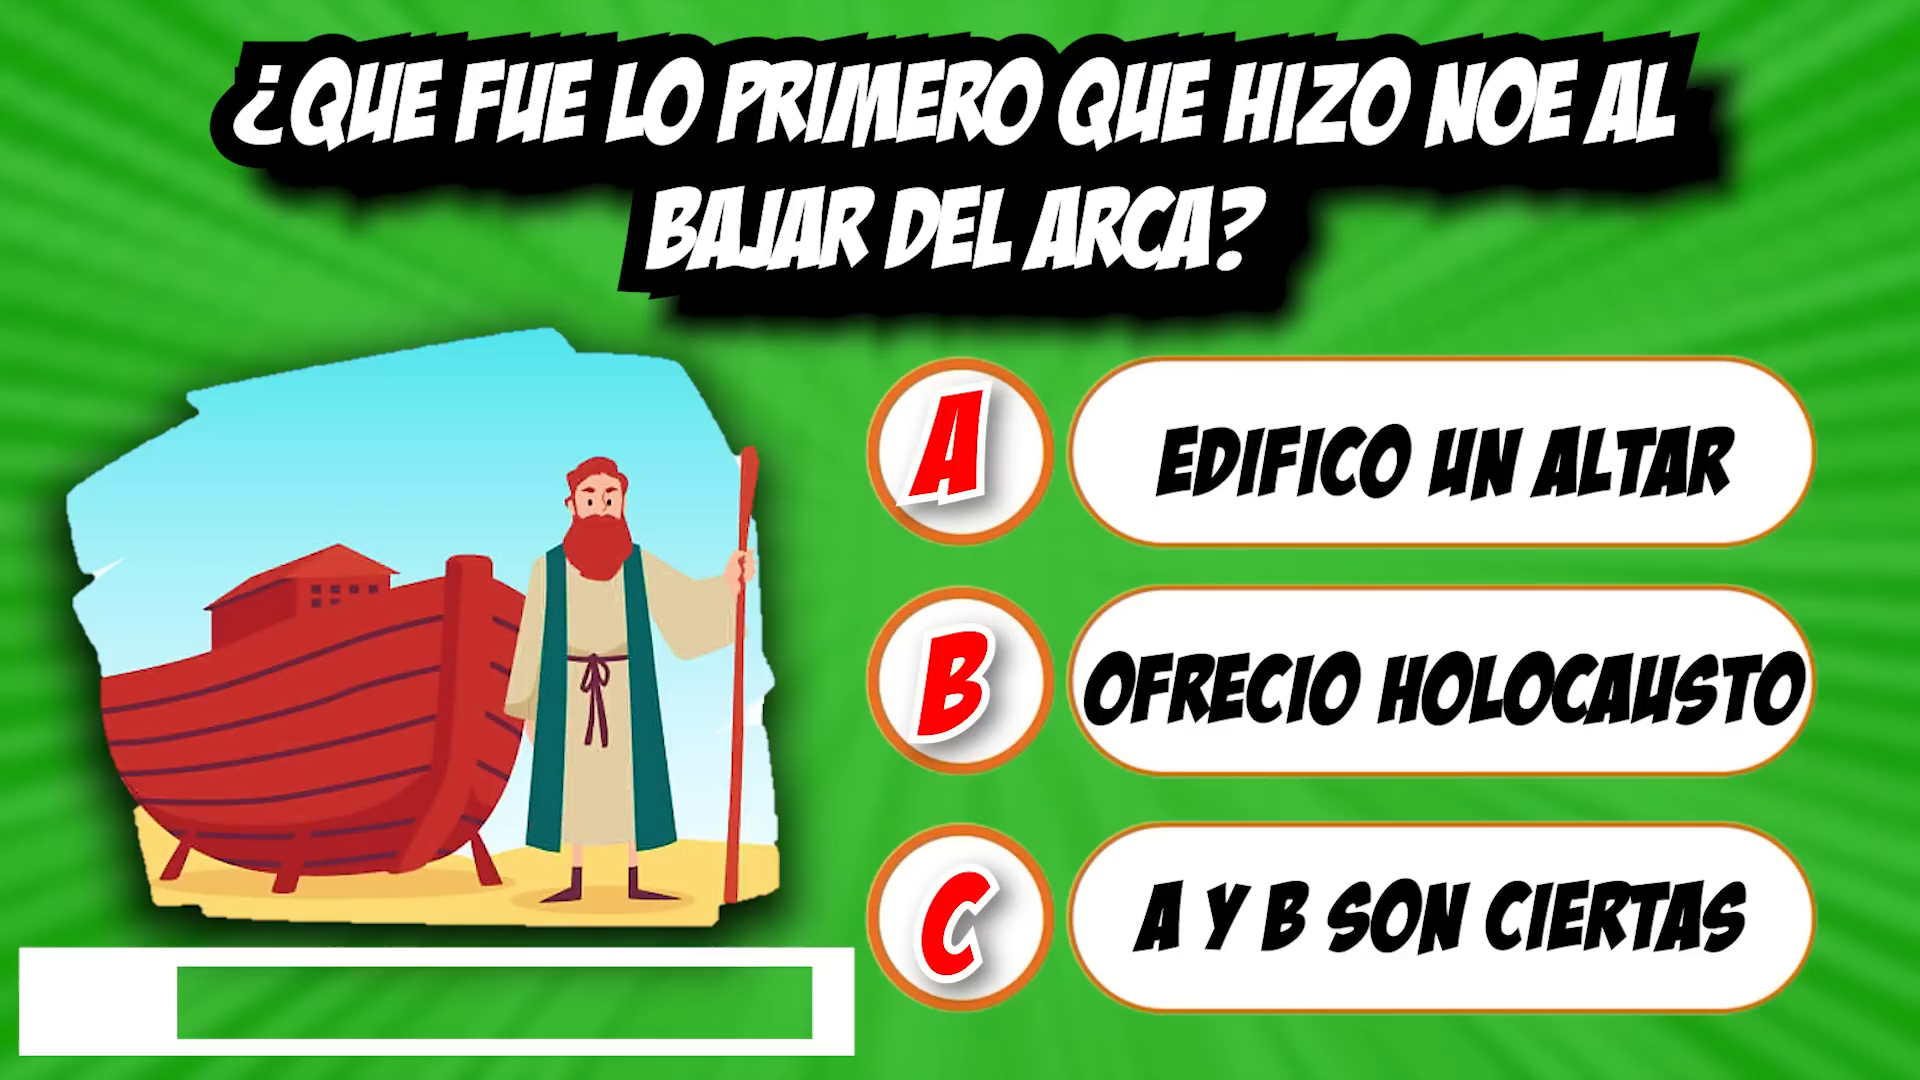 ¿QUE FUE LO PRIMERO QUE HIZO NOE AL
BAJAR DEL ARCA?
A EDIFICO UN ALTAR
B OFRECIO HOLOCAUSTO
C A Y B SON CIERTAS